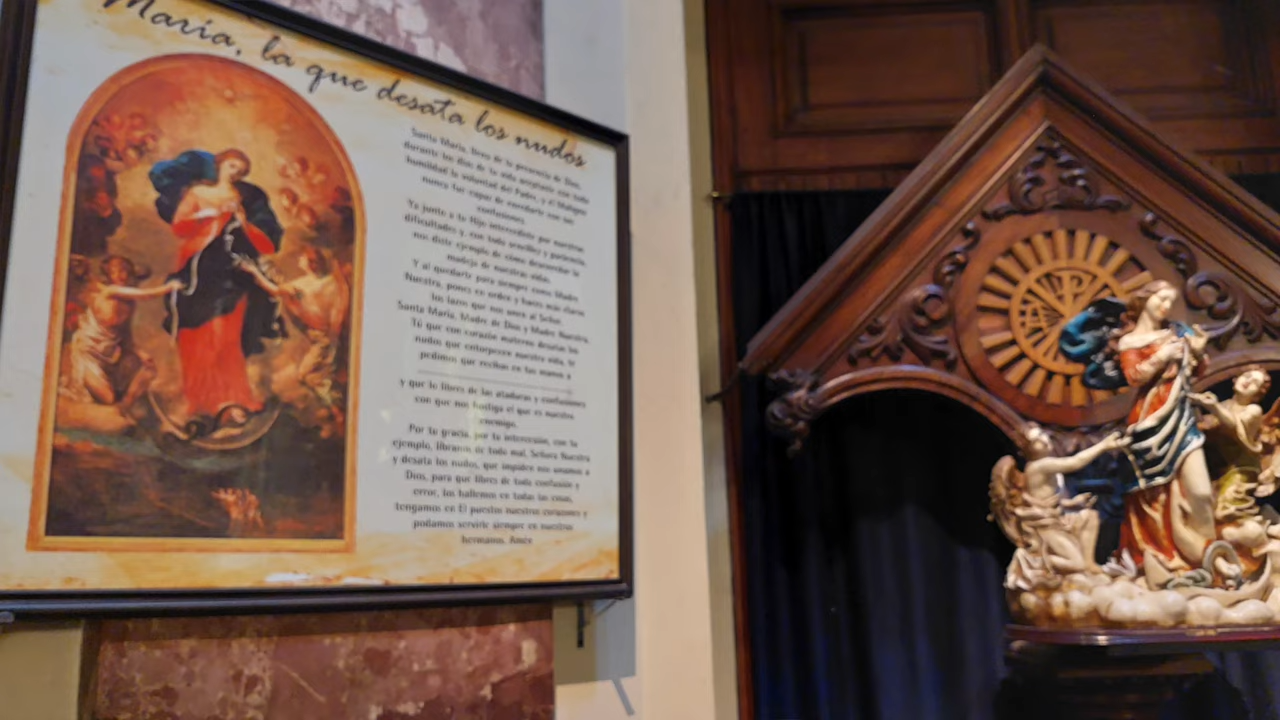 María, la que desata los nudos
Santa María, llena de la presencia de Dios,
durante los días de tu vida aceptaste con toda
humildad la voluntad del Padre, y el Maligno
nunca fue capaz de enredarte con sus
confusiones.
Ya junto a tu Hijo intercediste por nuestras
dificultades y, con toda sencillez y paciencia,
nos diste ejemplo de cómo desenredar la
madeja de nuestras vidas.
Y al quedarte para siempre como Madre
Nuestra, pones en orden y haces más claros
los lazos que nos unen al Señor.
Santa María, Madre de Dios y Madre Nuestra,
Tú que con corazón materno desatas los
nudos que entorpecen nuestra vida, te
pedimos que recibas en tus manos a
y que lo libres de las ataduras y confusiones
con que nos hostiga el que es nuestro
enemigo.
Por tu gracia, por tu intercesión, con tu
ejemplo, líbranos de todo mal, Señora Nuestra
y desata los nudos, que impiden nos unamos a
Dios, para que libres de toda confusión y
error, los hallemos en todas las cosas,
tengamos en El puestos nuestros corazones y
podamos servirle siempre en nuestros
hermanos. Amén